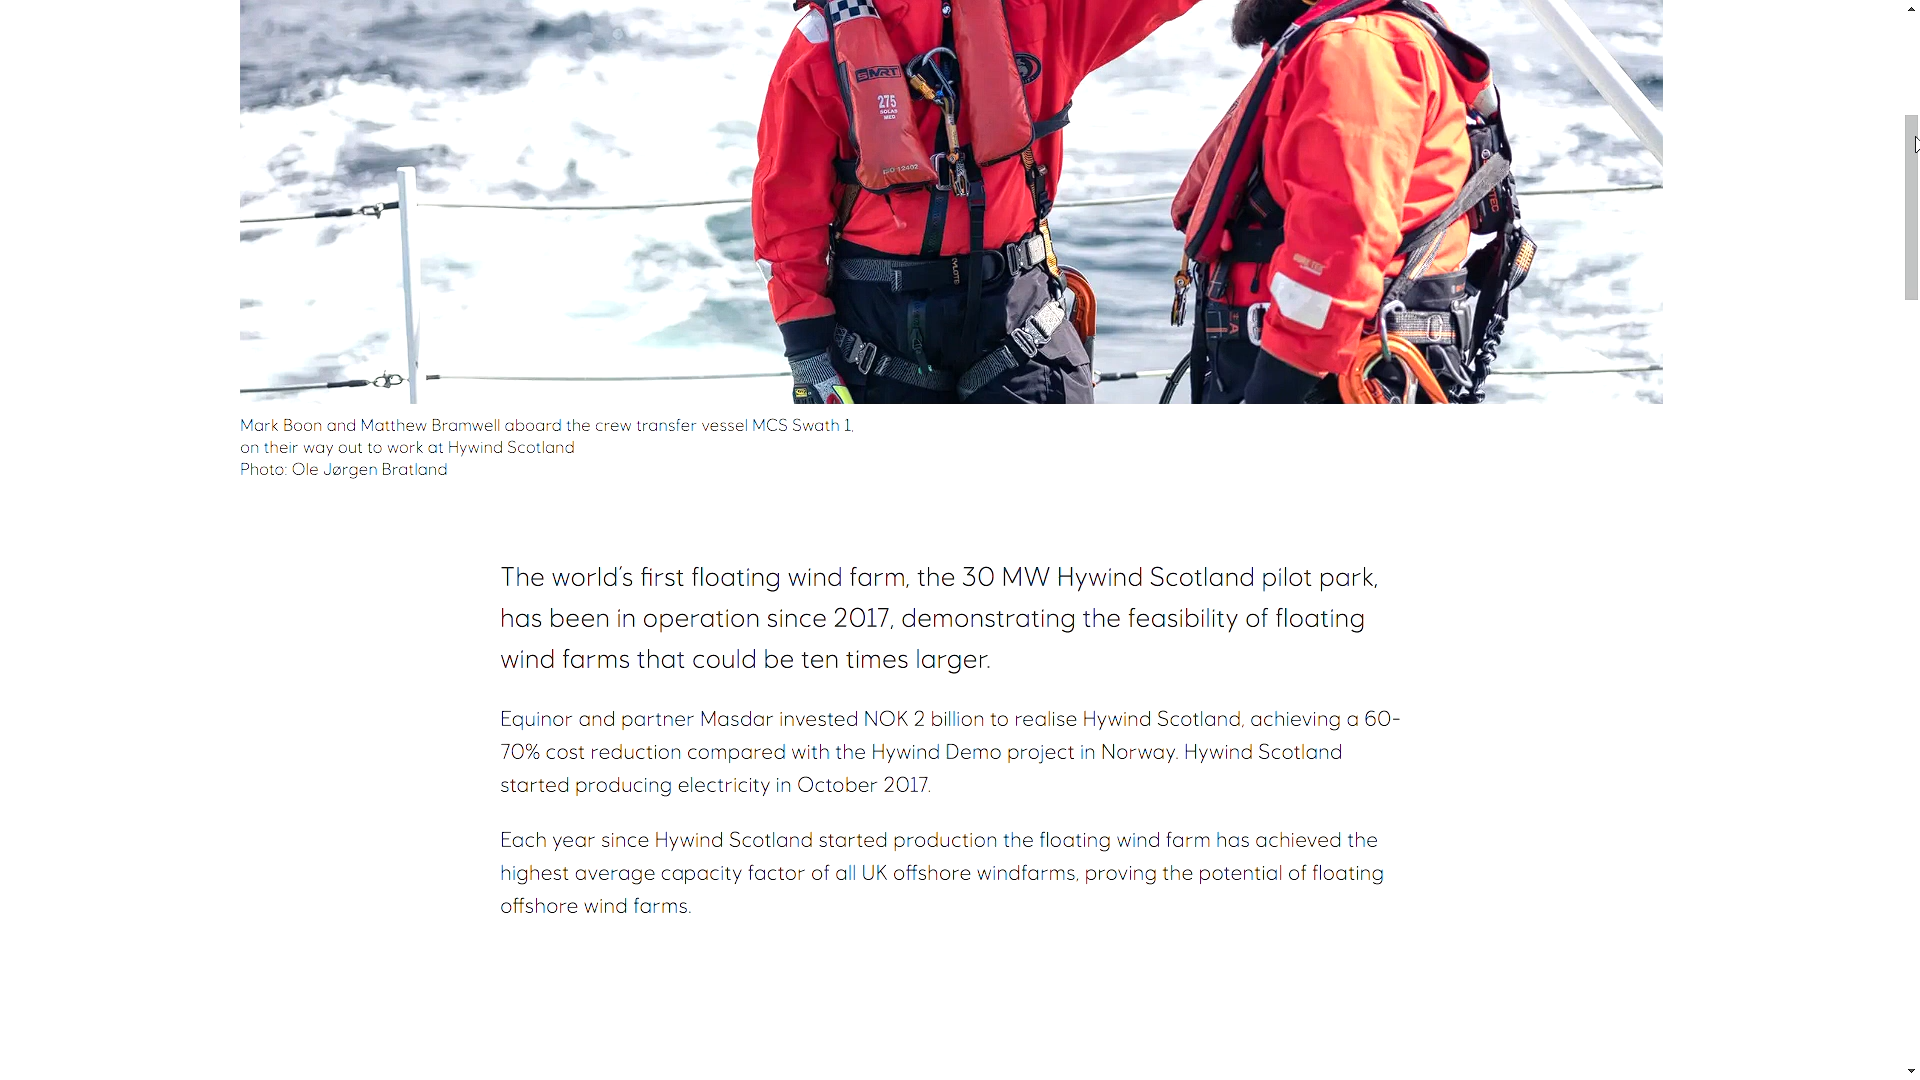 SMRT
275
SOLAS
MED
ISO 12402
Mark Boon and Matthew Bramwell aboard the crew transfer vessel MCS Swath 1,
on their way out to work at Hywind Scotland
Photo: Ole Jørgen Bratland
The world's first floating wind farm, the 30 MW Hywind Scotland pilot park,
has been in operation since 2017, demonstrating the feasibility of floating
wind farms that could be ten times larger.
Equinor and partner Masdar invested NOK 2 billion to realise Hywind Scotland, achieving a 60-
70% cost reduction compared with the Hywind Demo project in Norway. Hywind Scotland
started producing electricity in October 2017.
Each year since Hywind Scotland started production the floating wind farm has achieved the
highest average capacity factor of all UK offshore windfarms, proving the potential of floating
offshore wind farms.